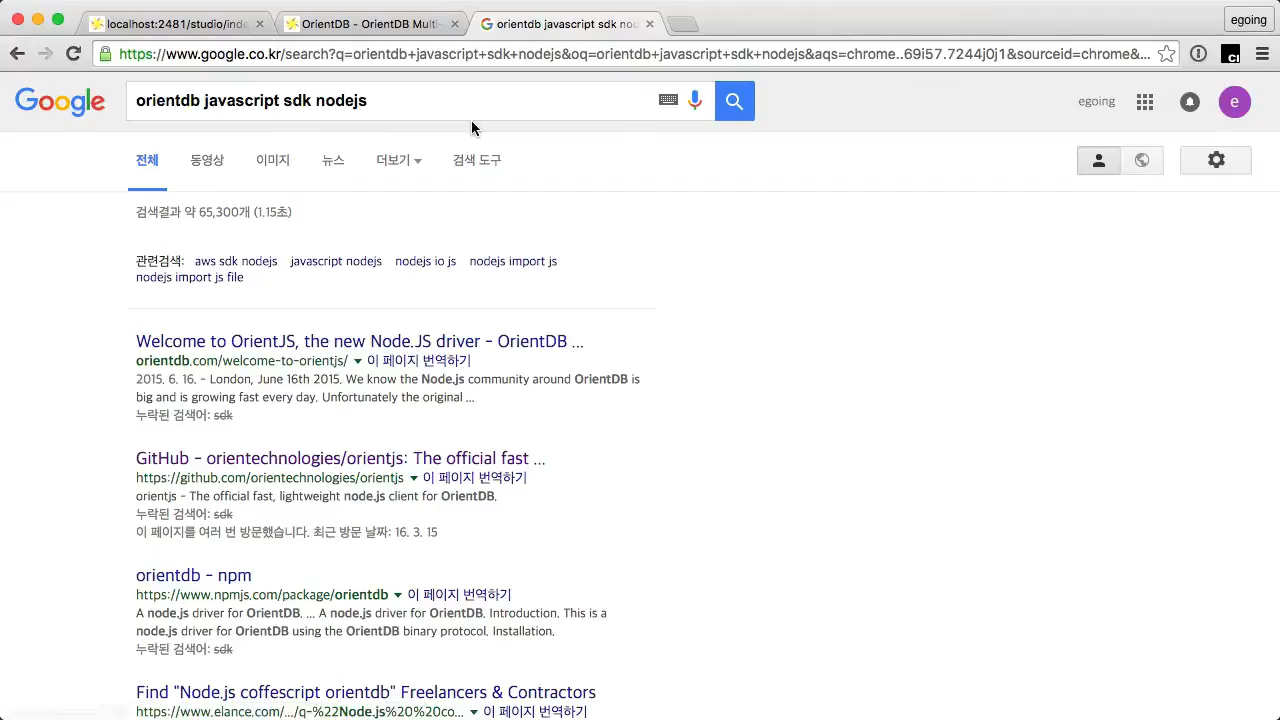 localhost:2481/studio/inde
OrientDB - OrientDB Multi-
orientdb javascript sdk noc
egoing
https://www.google.co.kr/search?q=orientdb+javascript+sdk+nodejs&oq=orientdb+javascript+sdk+nodejs&aqs=chrome..69i57.7244j0j1&sourceid=chrome&...
Google
orientdb javascript sdk nodejs
egoing
e
전체 동영상 이미지 뉴스 더보기 검색 도구
검색결과 약 65,300개 (1.15초)
관련검색: aws sdk nodejs javascript nodejs nodejs io js nodejs import js
nodejs import js file
Welcome to OrientJS, the new Node.JS driver - OrientDB ...
orientdb.com/welcome-to-orientjs/ 이 페이지 번역하기
2015. 6. 16. - London, June 16th 2015. We know the Node.js community around OrientDB is
big and is growing fast every day. Unfortunately the original ...
누락된 검색어: sdk
GitHub - orientechnologies/orientjs: The official fast ...
https://github.com/orientechnologies/orientjs 이 페이지 번역하기
orientjs - The official fast, lightweight node.js client for OrientDB.
누락된 검색어: sdk
이 페이지를 여러 번 방문했습니다. 최근 방문 날짜: 16. 3. 15
orientdb - npm
https://www.npmjs.com/package/orientdb 이 페이지 번역하기
A node.js driver for OrientDB. ... A node.js driver for OrientDB. Introduction. This is a
node.js driver for OrientDB using the OrientDB binary protocol. Installation.
누락된 검색어: sdk
Find "Node.js coffescript orientdb" Freelancers & Contractors
https://www.elance.com/.../q-%22Node.js%20%20co... 이 페이지 번역하기